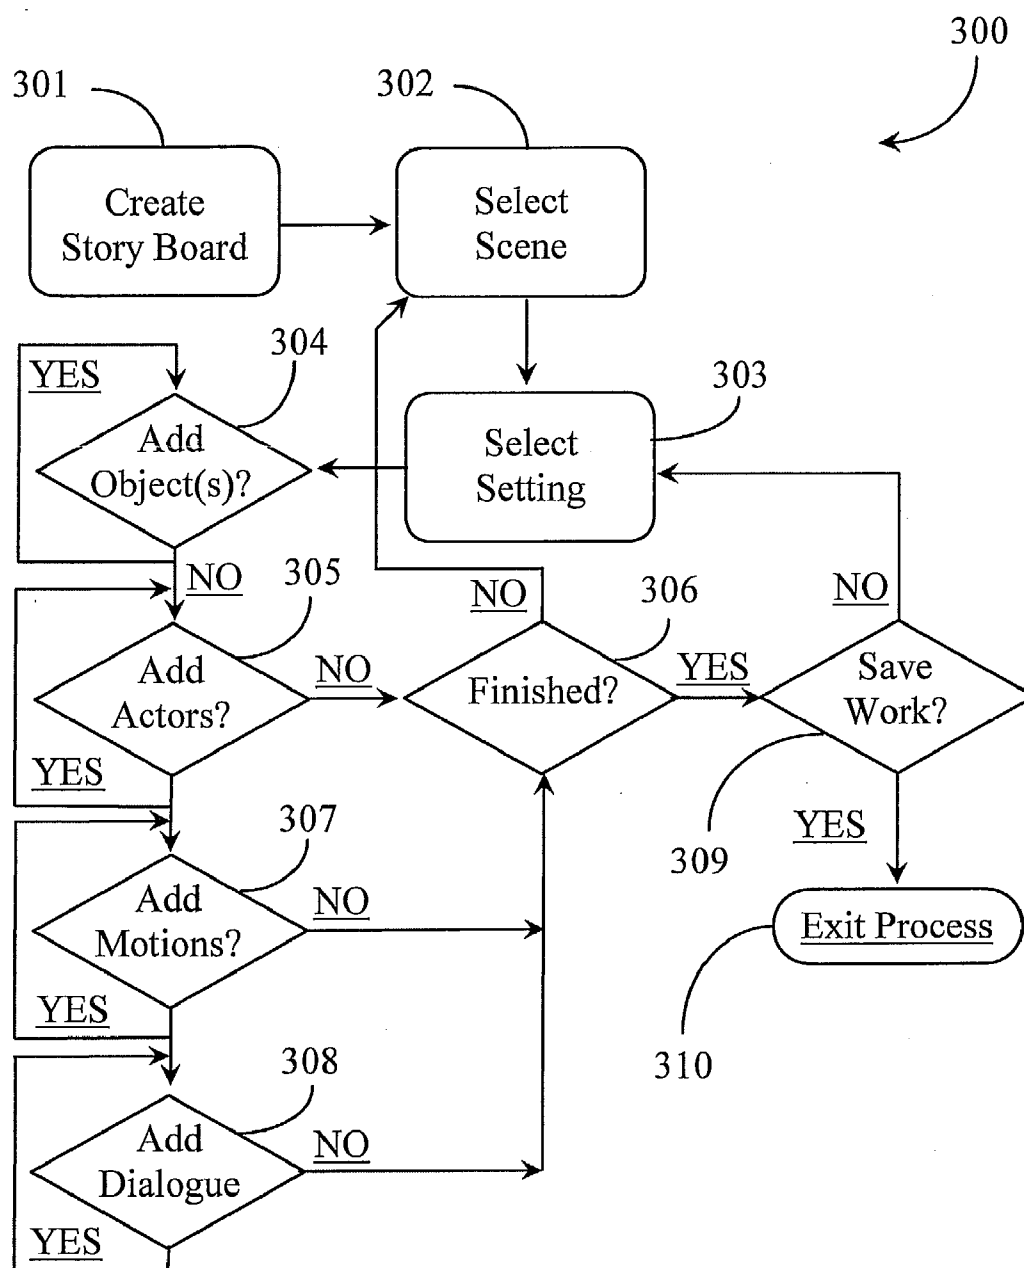 300
301
302
Create
Story Board
Select
Scene
304
YES
303
Add
Object(s)?
Select
Setting
NO
305
NO
306
NO
Add
Actors?
NO
Finished?
YES
Save
Work?
YES
307
YES
309
Add
Motions?
NO
Exit Process
YES
308
310
Add
Dialogue
NO
YES